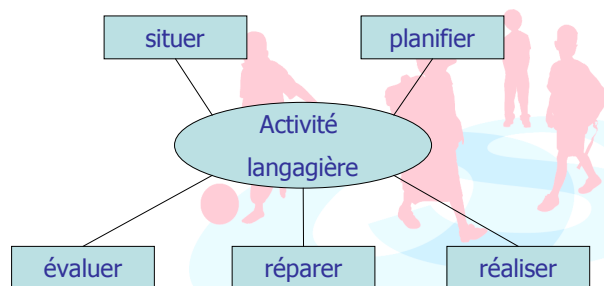 situer
planifier
Activité
langagière
évaluer
réparer
réaliser